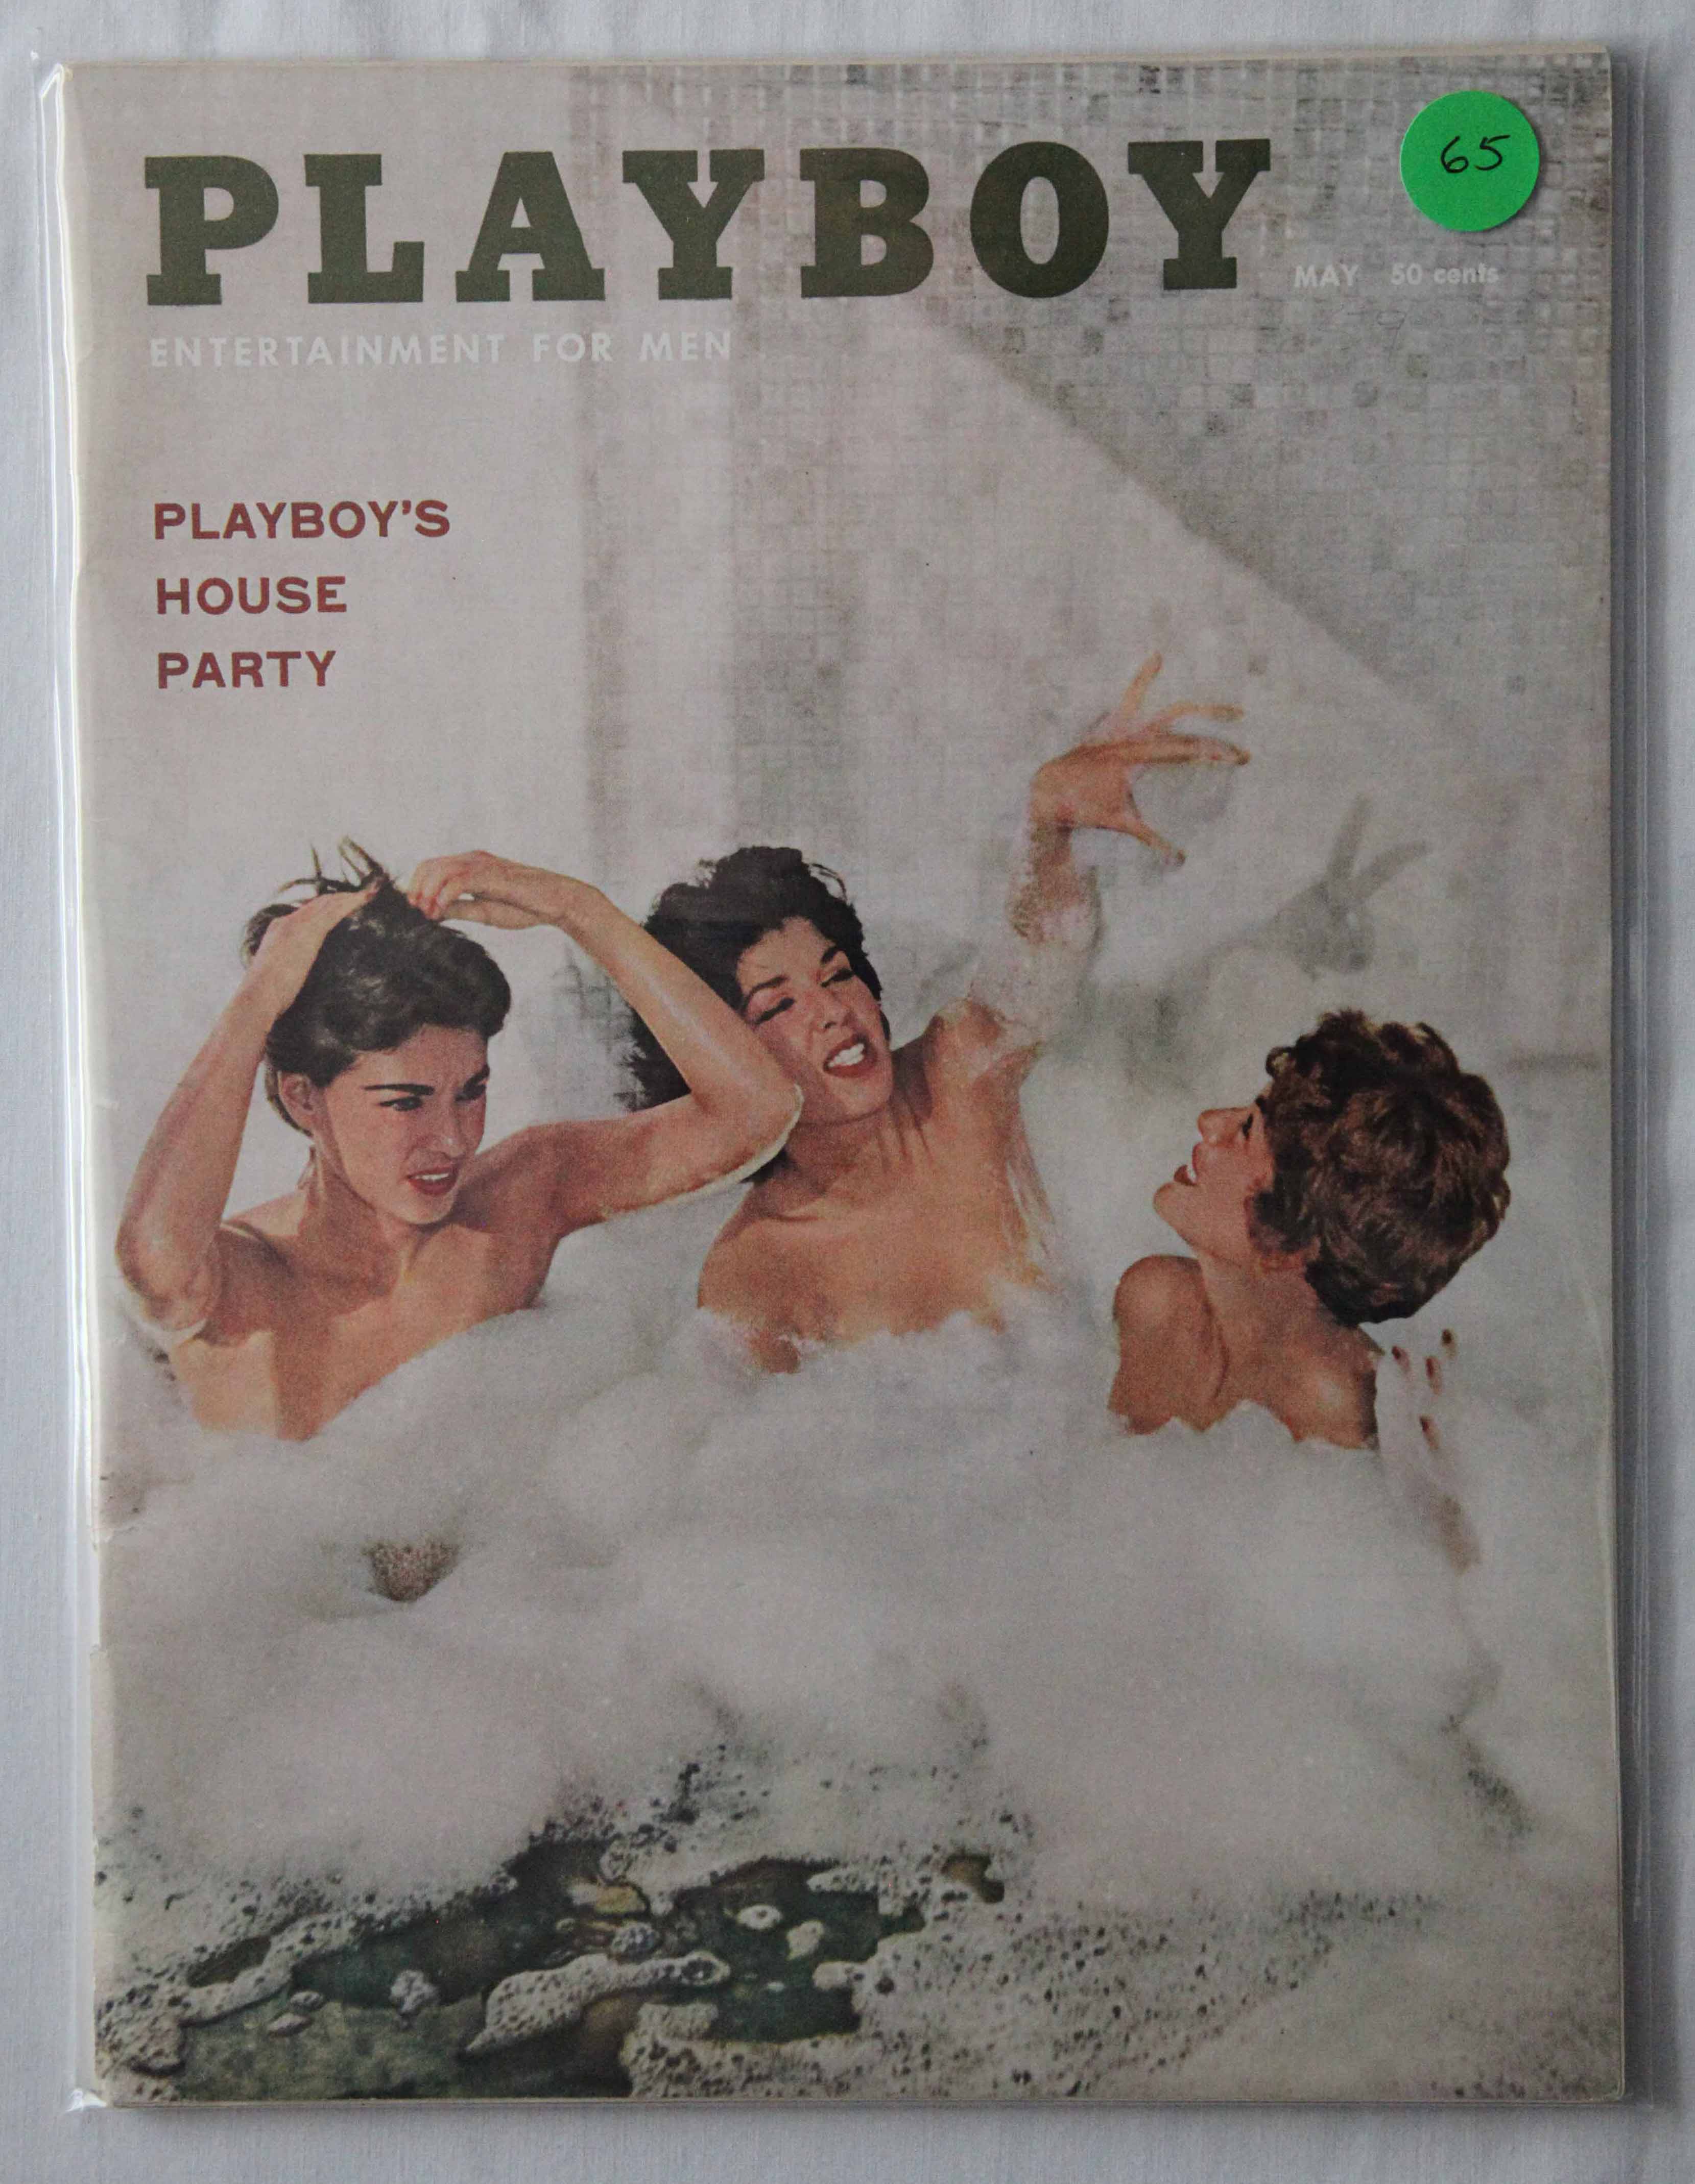 PLAYBOY
65
MAY 50 cents
ENTERTAINMENT FOR MEN
PLAYBOY'S
HOUSE
PARTY